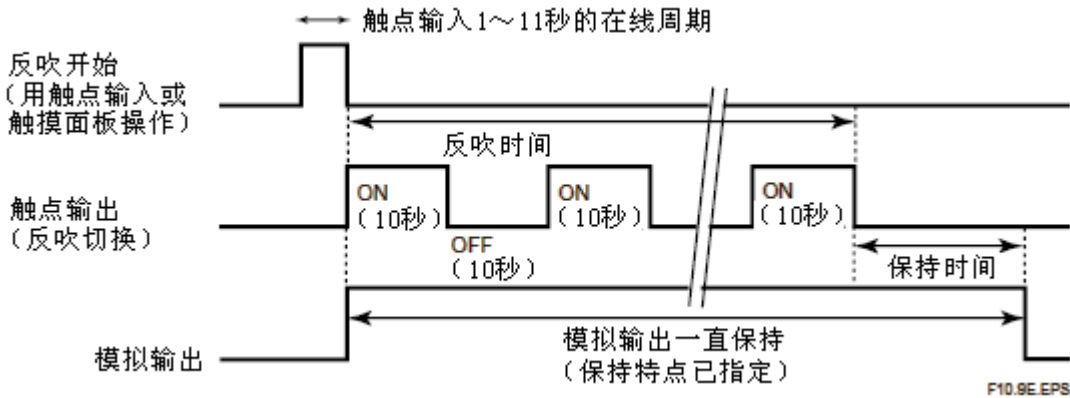 触点输入1～11秒的在线周期
反吹开始
（用触点输入或
触摸面板操作）
反吹时间
触点输出
（反吹切换）
ON
（10秒）
OFF
（10秒）
ON
（10秒）
ON
（10秒）
保持时间
模拟输出
模拟输出一直保持
（保持特点已指定）
F10.9E.EPS